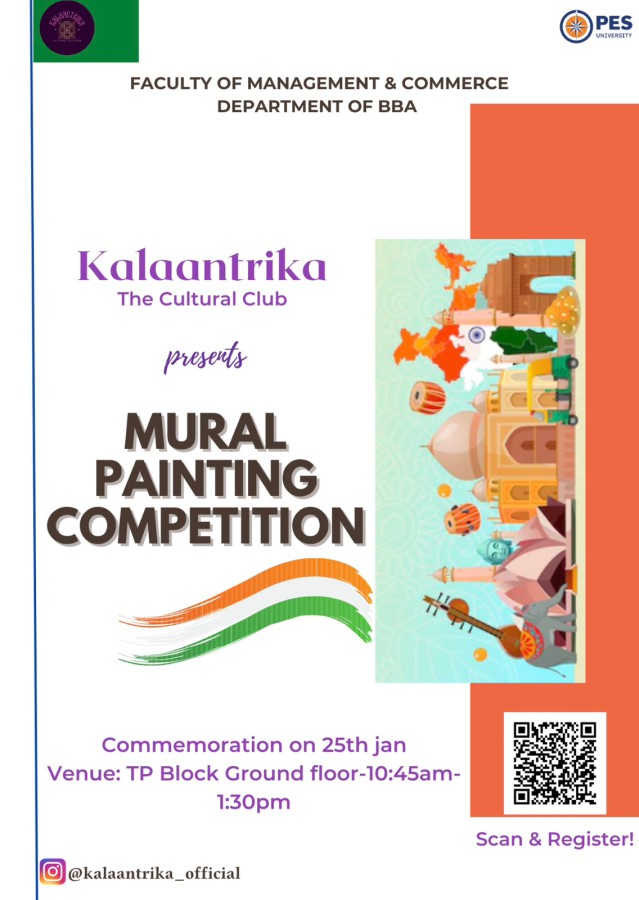 KALAANTRIKA
PES
UNIVERSITY
FACULTY OF MANAGEMENT & COMMERCE
DEPARTMENT OF BBA
Kalaantrika
The Cultural Club
presents
MURAL
PAINTING
COMPETITION
Commemoration on 25th jan
Venue: TP Block Ground floor-10:45am-
1:30pm
Scan & Register!
@kalaantrika_official